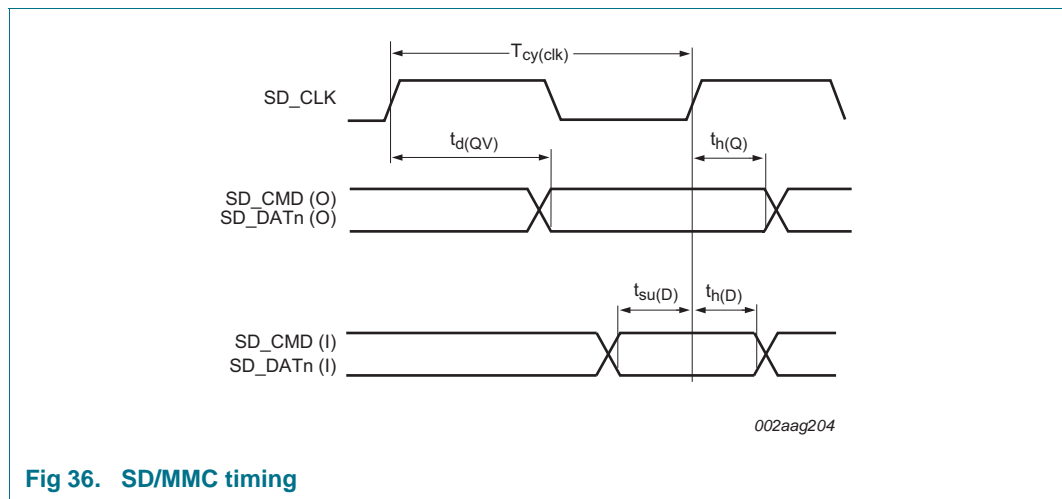 Tcy(clk)
SD_CLK
td(QV)
th(Q)
SD_CMD (O)
SD_DATn (O)
tsu(D)
th(D)
SD_CMD (I)
SD_DATn (I)
002aag204
Fig 36. SD/MMC timing